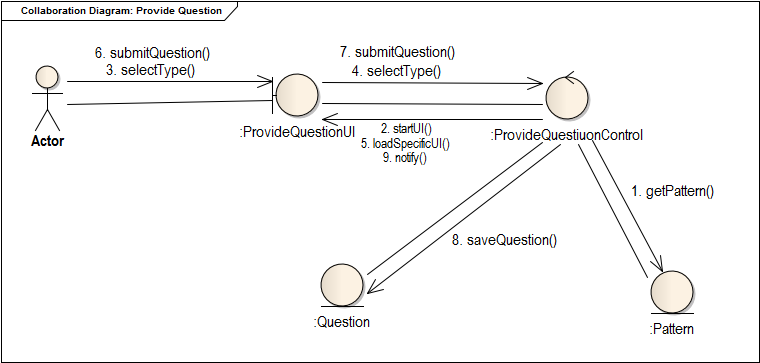 Collaboration Diagram: Provide Question
6. submitQuestion()
3. selectType()
7. submitQuestion()
4. selectType()
Actor
:ProvideQuestionUI
2. startUI()
5. loadSpecificUI()
9. notify()
:ProvideQuestiuonControl
1. getPattern()
8. saveQuestion()
:Question
:Pattern